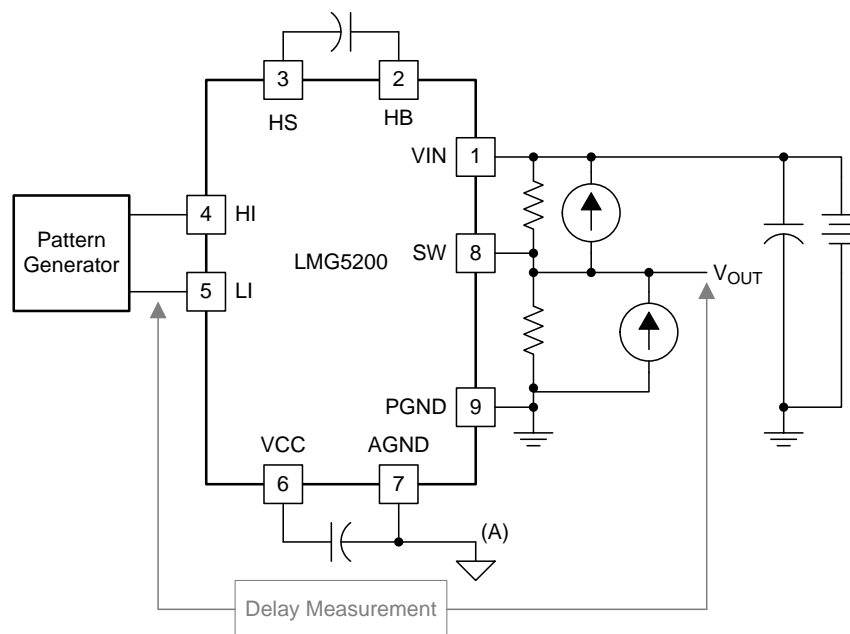 3
2
HS
HB
VIN
1
Pattern
Generator
4
HI
LMG5200
SW
8
VOUT
5
LI
PGND
9
VCC
AGND
6
7
(A)
Delay Measurement